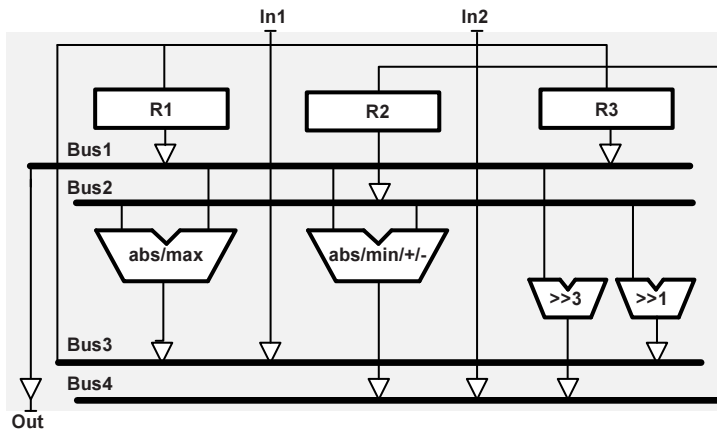 In1 In2
R1 R2 R3
Bus1
Bus2
abs/max abs/min/+/-
>>3 >>1
Bus3
Bus4
Out